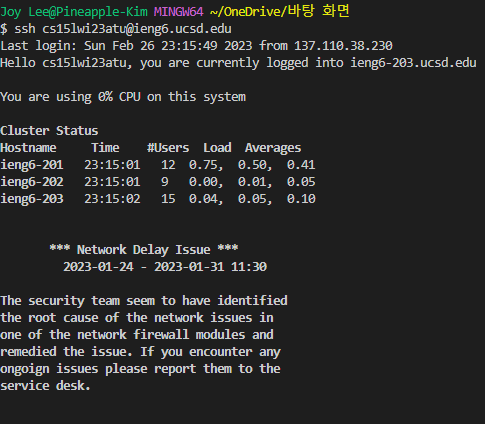 Joy Lee@Pineapple-Kim MINGW64 ~/OneDrive/바탕 화면
$ ssh cs15lwi23atu@ieng6.ucsd.edu
Last login: Sun Feb 26 23:15:49 2023 from 137.110.38.230
Hello cs15lwi23atu, you are currently logged into ieng6-203.ucsd.edu
You are using 0% CPU on this system
Cluster Status
Hostname     Time    #Users  Load  Averages
ieng6-201   23:15:01   12  0.75,  0.50,  0.41
ieng6-202   23:15:01   9   0.00,  0.01,  0.05
ieng6-203   23:15:02   15  0.04,  0.05,  0.10
*** Network Delay Issue ***
2023-01-24 - 2023-01-31 11:30
The security team seem to have identified
the root cause of the network issues in
one of the network firewall modules and
remedied the issue. If you encounter any
ongoign issues please report them to the
service desk.